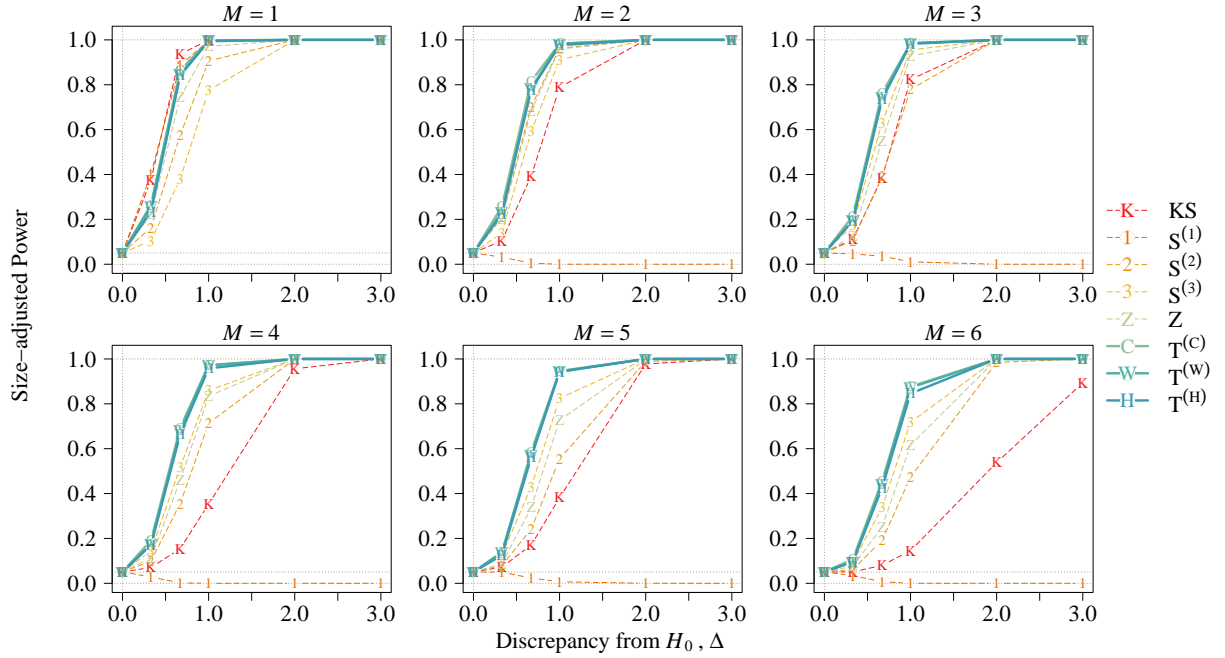 M = 1
M = 2
M = 3
1.0
0.8
0.6
0.4
0.2
0.0
0.0 1.0 2.0 3.0
0.0 1.0 2.0 3.0
0.0 1.0 2.0 3.0
M = 4
M = 5
M = 6
1.0
0.8
0.6
0.4
0.2
0.0
0.0 1.0 2.0 3.0
0.0 1.0 2.0 3.0
0.0 1.0 2.0 3.0
Size−adjusted Power
Discrepancy from H₀ , Δ
K KS
1 S⁽¹⁾
2 S⁽²⁾
3 S⁽³⁾
Z Z
C T⁽ᶜ⁾
W T⁽ᵂ⁾
H T⁽ᴴ⁾